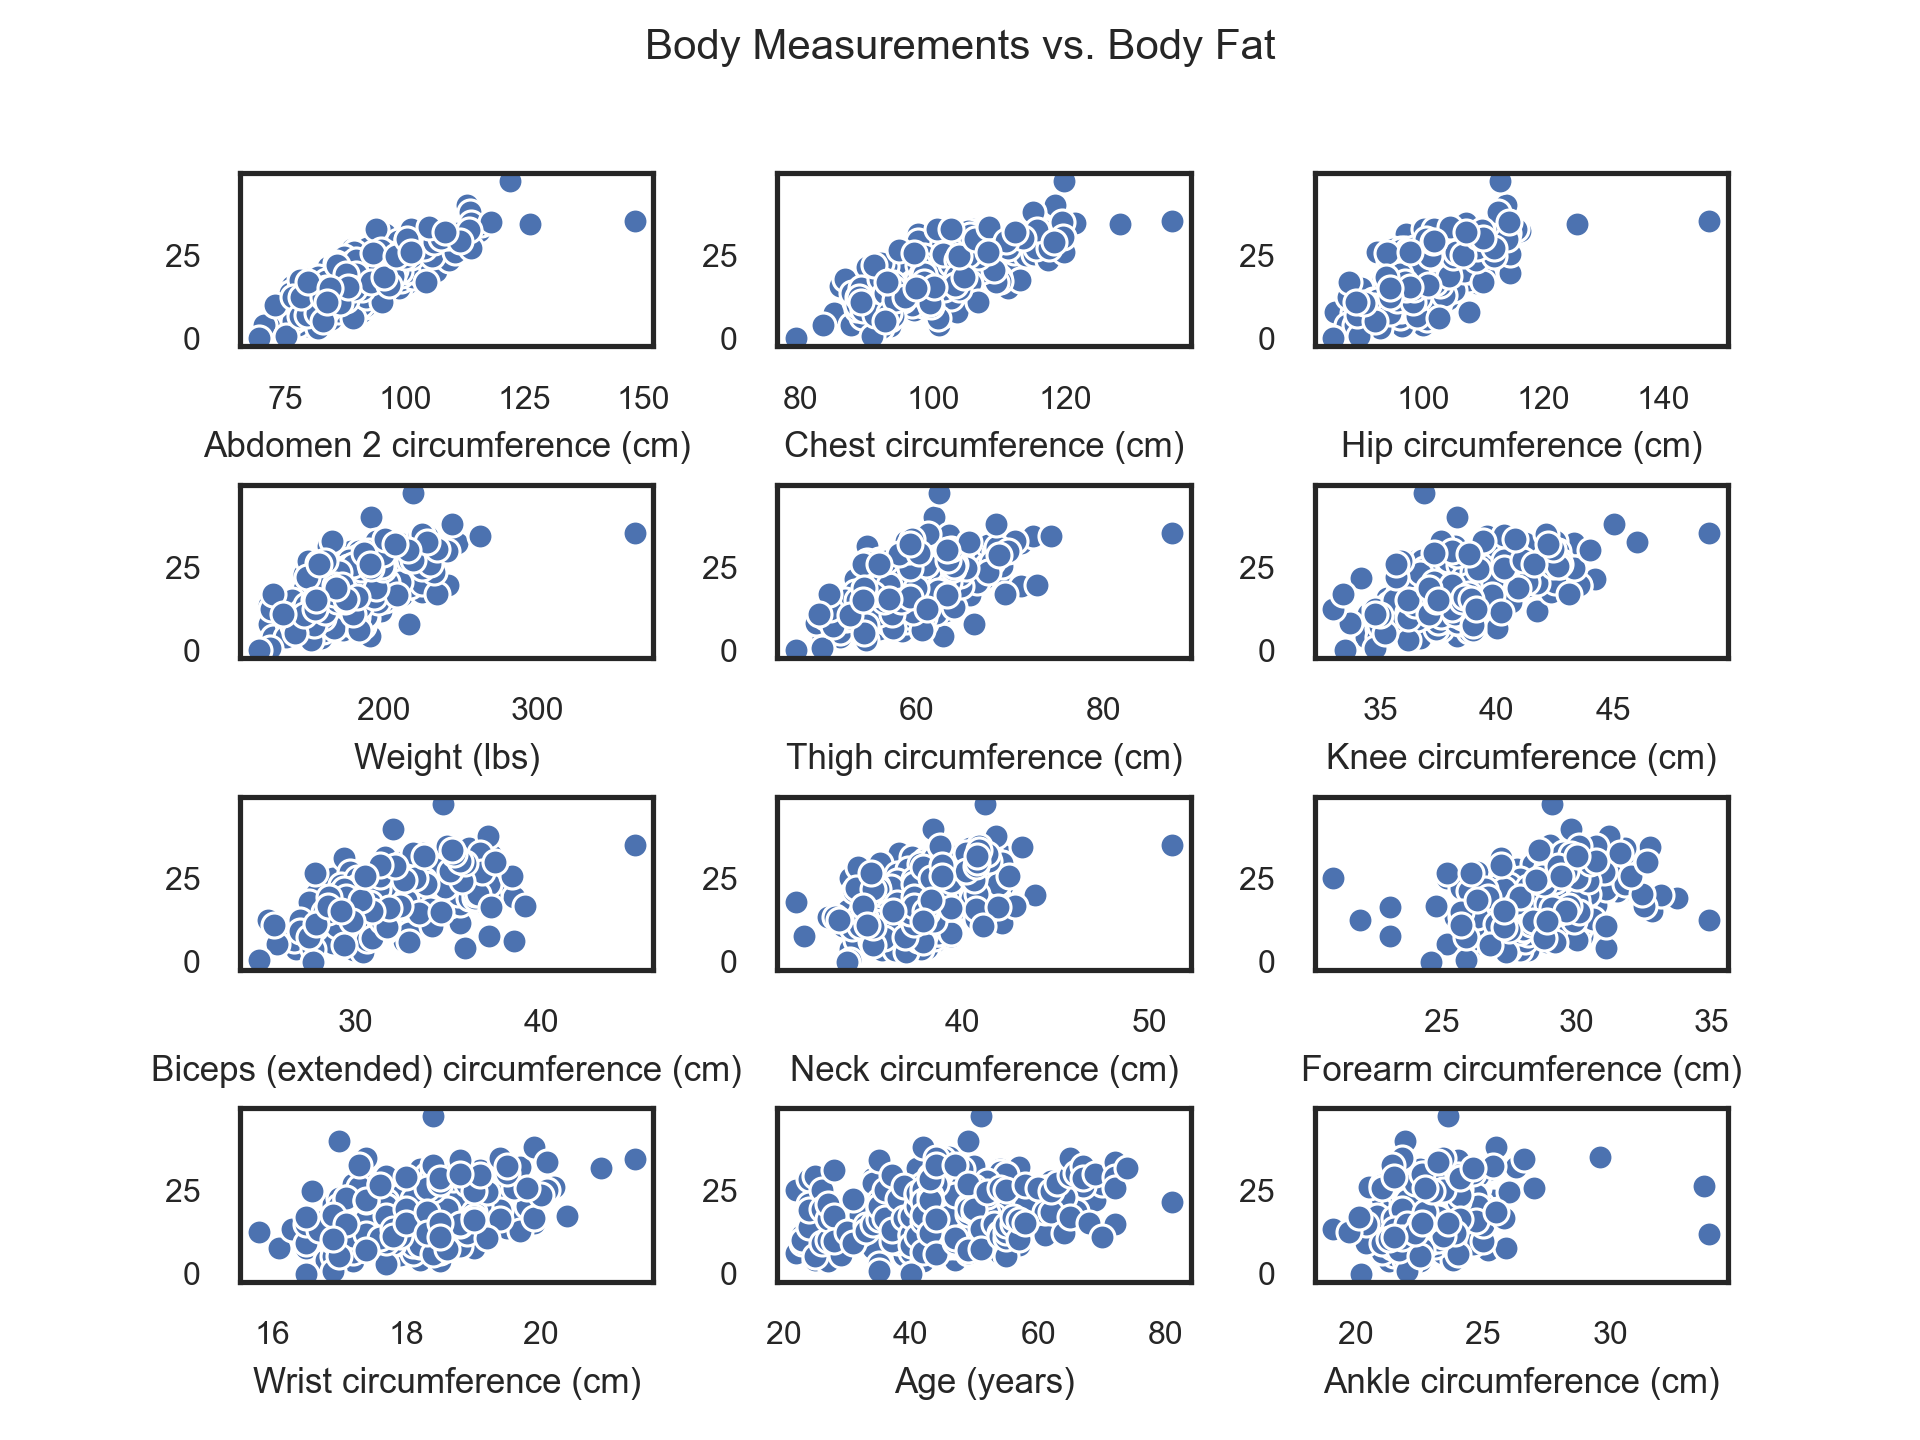 Body Measurements vs. Body Fat
25
0
75 100 125 150
Abdomen 2 circumference (cm)
25
0
80 100 120
Chest circumference (cm)
25
0
100 120 140
Hip circumference (cm)
25
0
200 300
Weight (lbs)
25
0
60 80
Thigh circumference (cm)
25
0
35 40 45
Knee circumference (cm)
25
0
30 40
Biceps (extended) circumference (cm)
25
0
40 50
Neck circumference (cm)
25
0
25 30 35
Forearm circumference (cm)
25
0
16 18 20
Wrist circumference (cm)
25
0
20 40 60 80
Age (years)
25
0
20 25 30
Ankle circumference (cm)